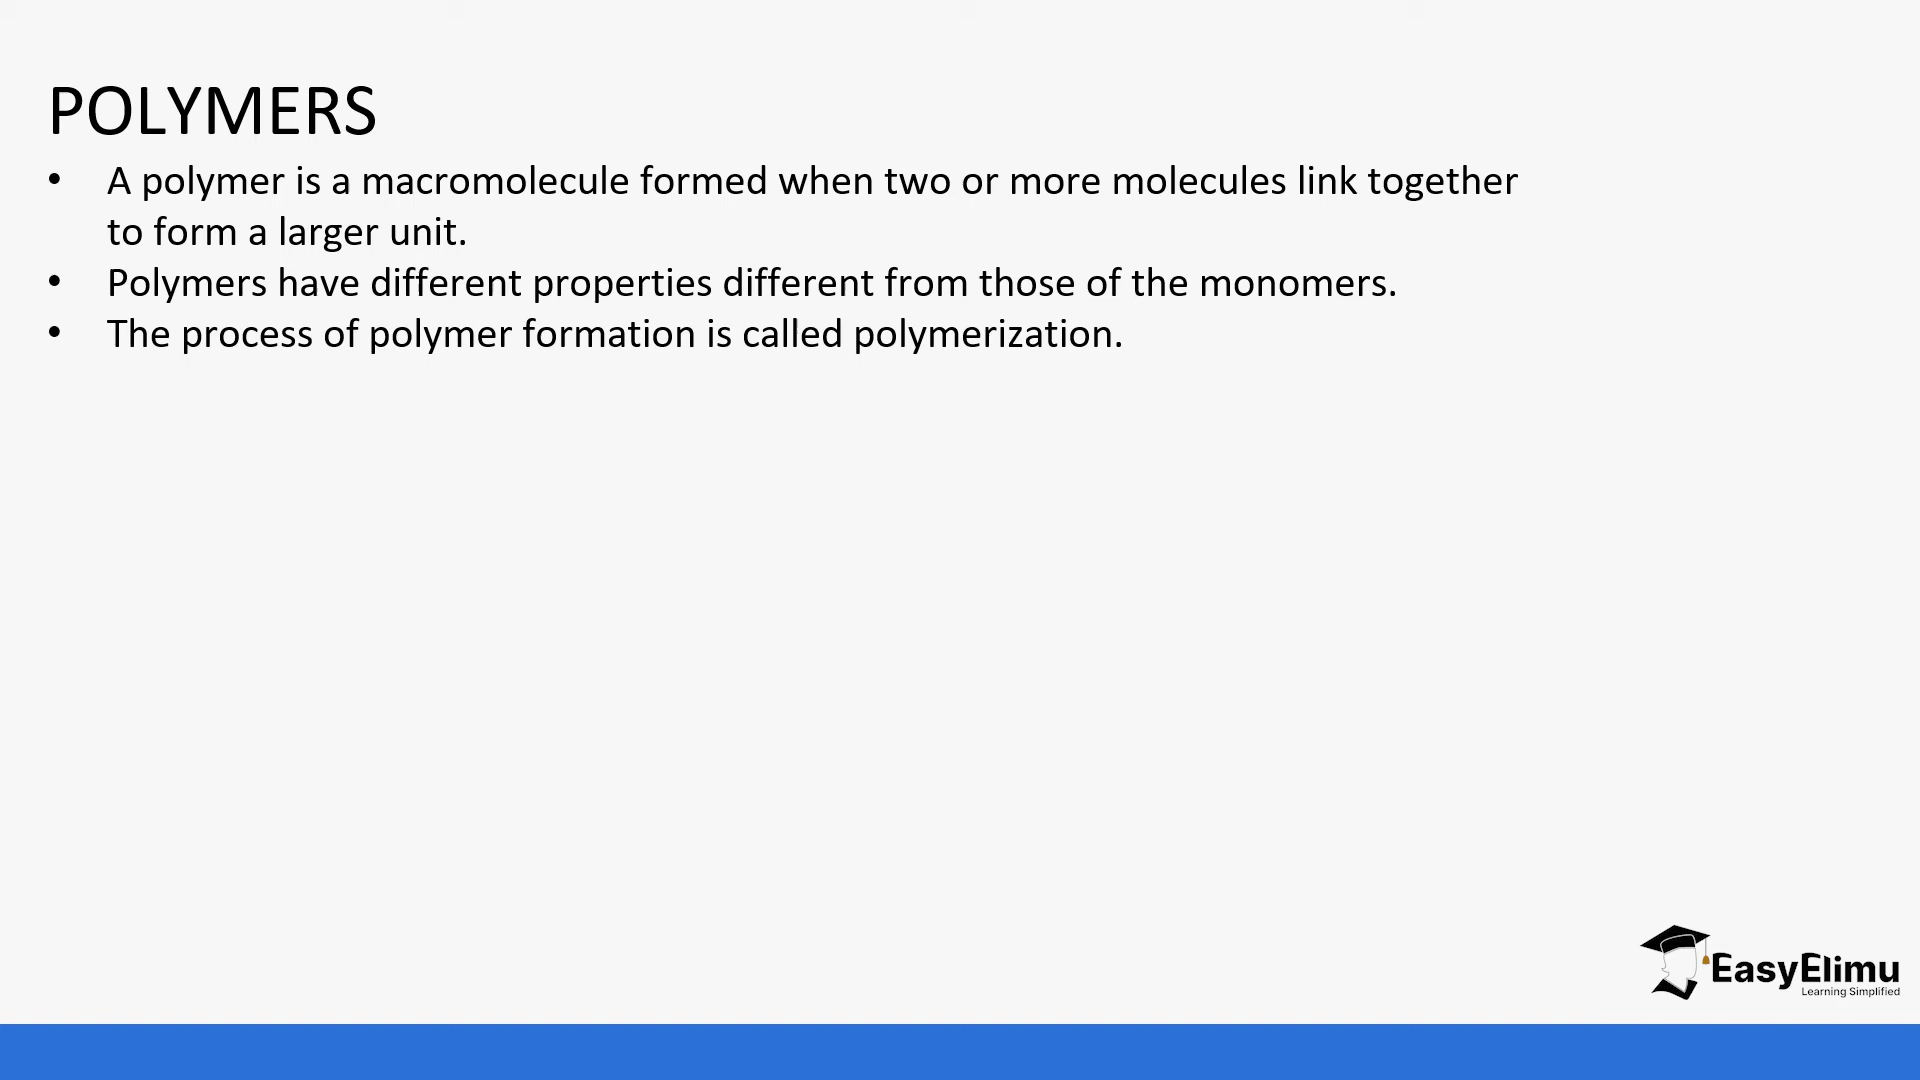 POLYMERS
• A polymer is a macromolecule formed when two or more molecules link together
to form a larger unit.
• Polymers have different properties different from those of the monomers.
• The process of polymer formation is called polymerization.
EasyElimu
Learning Simplified